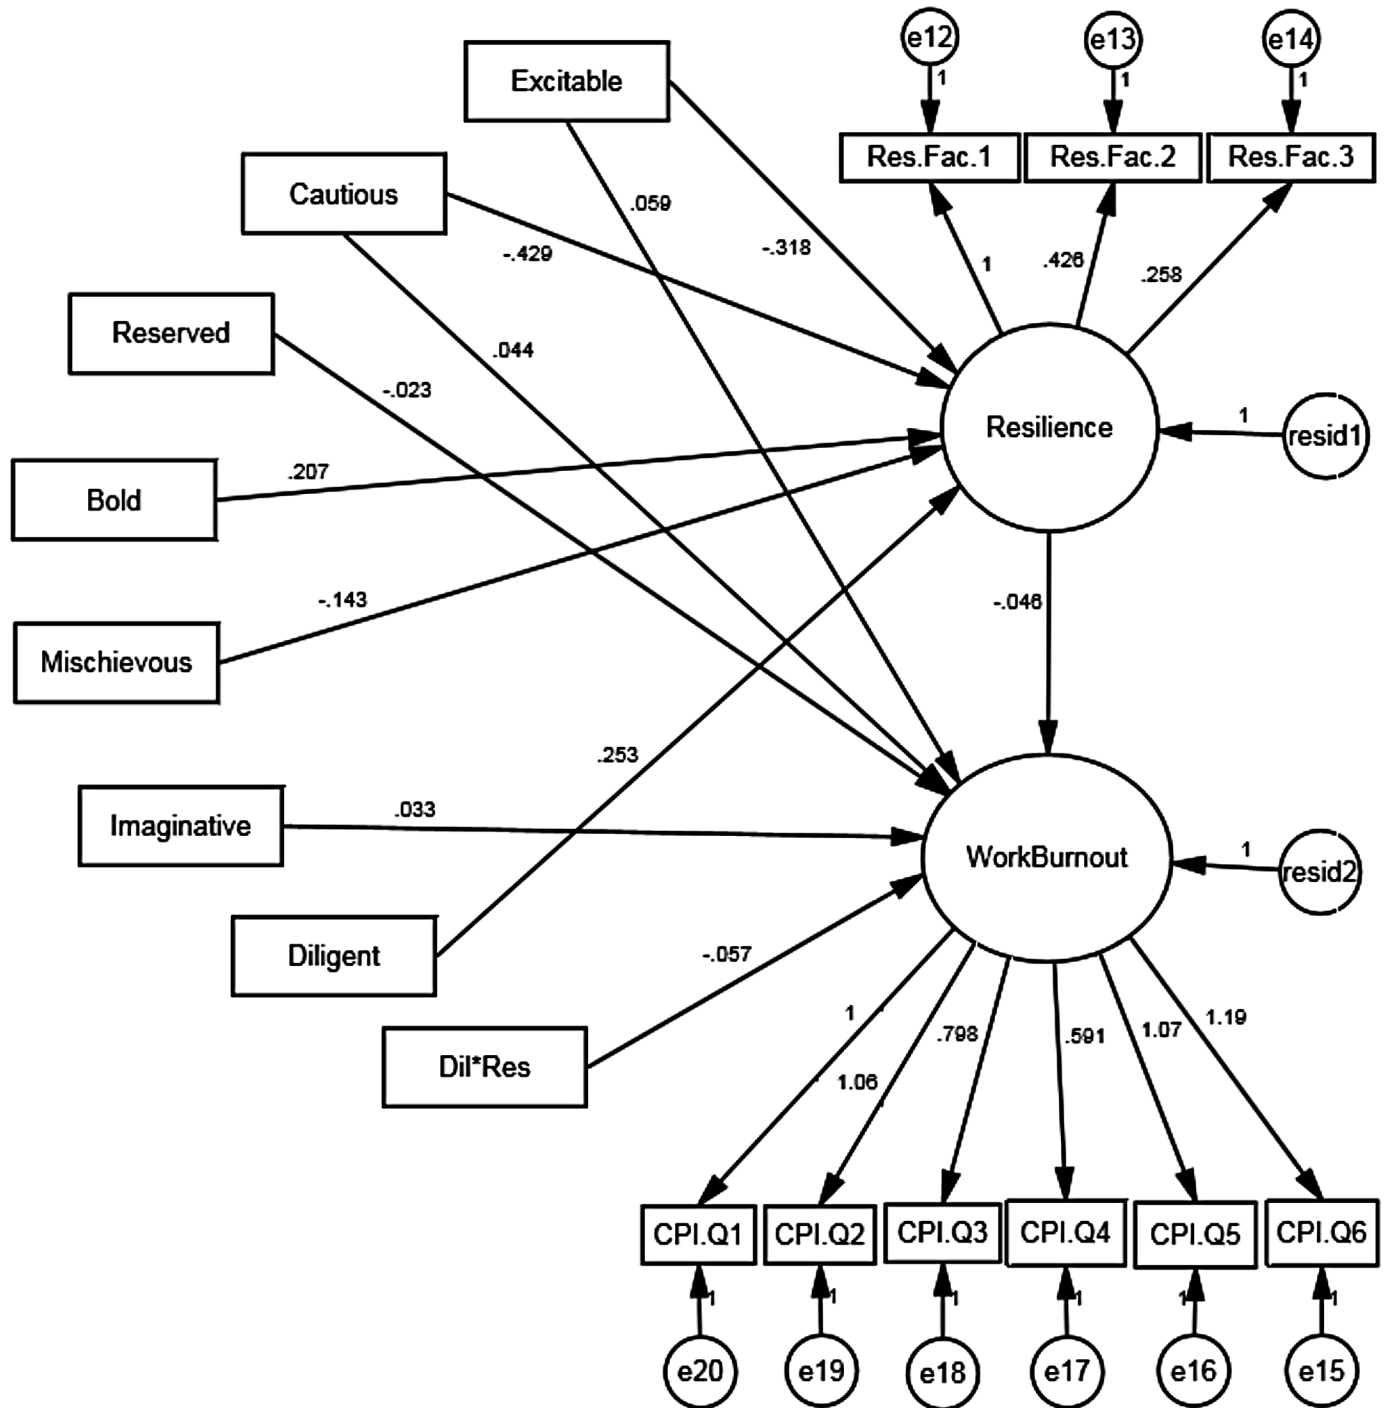 e12
e13
e14
1
1
1
Excitable
Res.Fac.1
Res.Fac.2
Res.Fac.3
Cautious
.059
-.429
-.318
1
.426
.258
Reserved
.044
-.023
Resilience
1
resid1
.207
Bold
-.143
-.046
Mischievous
.253
Imaginative
.033
WorkBurnout
1
resid2
Diligent
-.057
1
.798
.591
1.07
1.19
Dil*Res
1.06
CPI.Q1
CPI.Q2
CPI.Q3
CPI.Q4
CPI.Q5
CPI.Q6
1
1
1
1
1
1
e20
e19
e18
e17
e16
e15